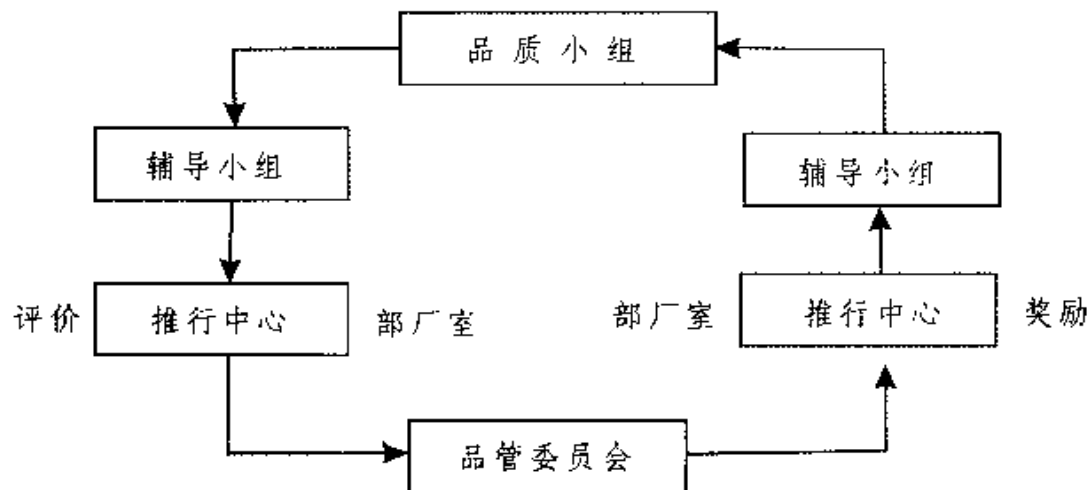 品质小组
辅导小组
辅导小组
评价 推行中心 部厂室 部厂室 推行中心 奖励
品管委员会